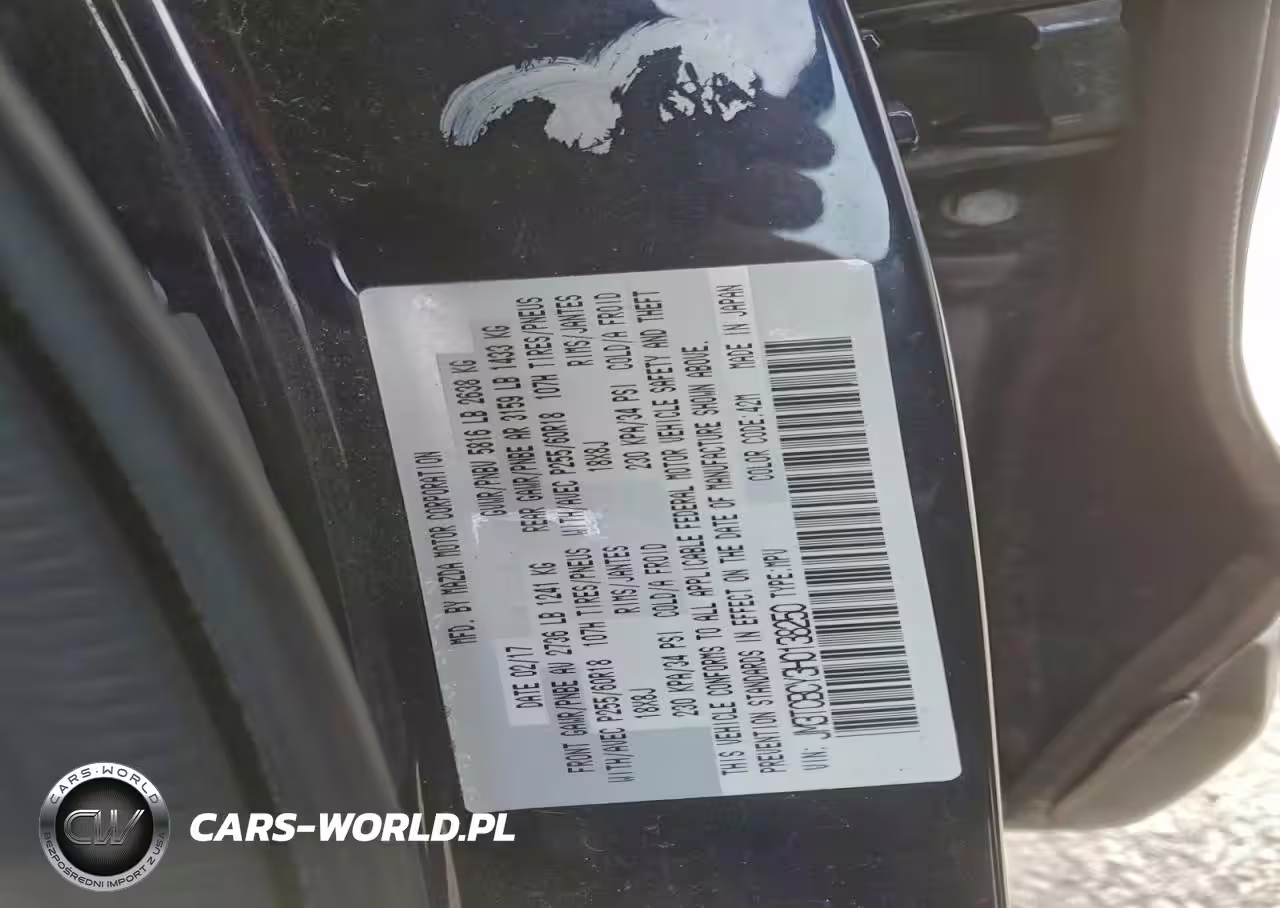 MFD. BY MAZDA MOTOR CORPORATION
DATE 02/17 GVWR/PNBV 5816 LB 2638 KG
FRONT GAWR/PNBE AV 2736 LB 1241 KG REAR GAWR/PNBE AR 3159 LB 1433 KG
WITH/AVEC P255/60R18 107H TIRES/PNEUS WITH/AVEC P255/60R18 107H TIRES/PNEUS
18X8J RIMS/JANTES 18X8J RIMS/JANTES
230 KPA/34 PSI COLD/A FROID 230 KPA/34 PSI COLD/A FROID
THIS VEHICLE CONFORMS TO ALL APPLICABLE FEDERAL MOTOR VEHICLE SAFETY AND THEFT
PREVENTION STANDARDS IN EFFECT ON THE DATE OF MANUFACTURE SHOWN ABOVE.
VIN: JM3TCBCY3H0138250 TYPE:MPV COLOR CODE:42M MADE IN JAPAN
CARS-WORLD
CW
BEZPOŚREDNI IMPORT Z USA
CARS-WORLD.PL